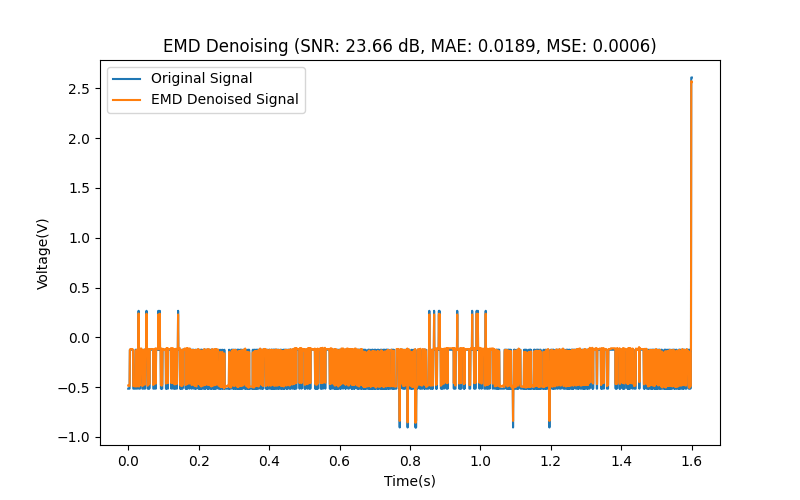 EMD Denoising (SNR: 23.66 dB, MAE: 0.0189, MSE: 0.0006)
Original Signal
EMD Denoised Signal
2.5
2.0
1.5
1.0
0.5
0.0
−0.5
−1.0
Voltage(V)
0.0 0.2 0.4 0.6 0.8 1.0 1.2 1.4 1.6
Time(s)